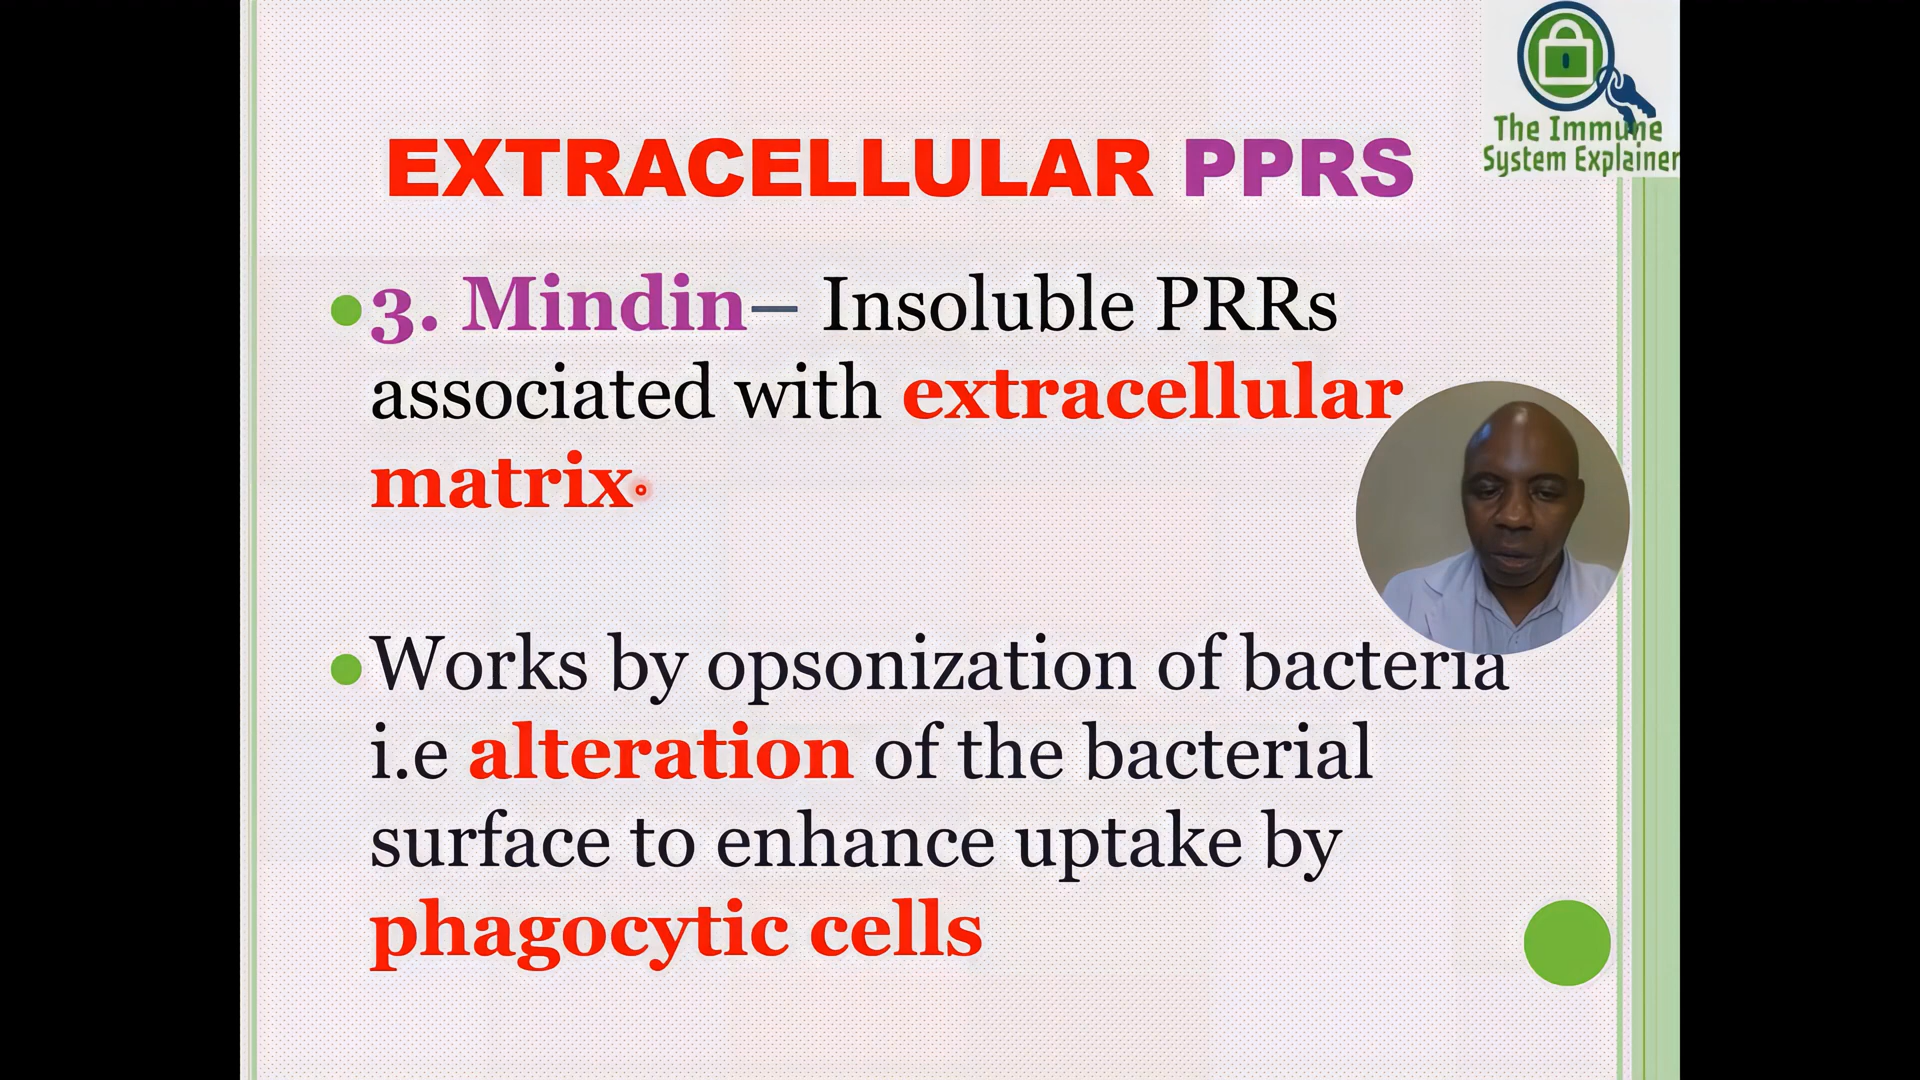 The Immune
System Explainer
EXTRACELLULAR PPRS
3. Mindin– Insoluble PRRs
associated with extracellular
matrix.
Works by opsonization of bacteria
i.e alteration of the bacterial
surface to enhance uptake by
phagocytic cells